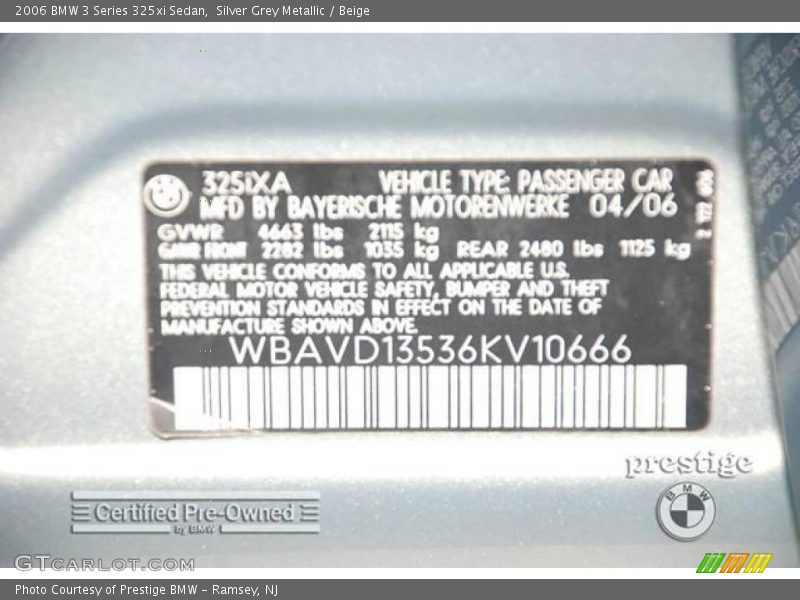 2006 BMW 3 Series 325xi Sedan,  Silver Grey Metallic / Beige
325iXA VEHICLE TYPE: PASSENGER CAR
MFD BY BAYERISCHE MOTORENWERKE 04/06
GVWR 4663 lbs 2115 kg
GAWR FRONT 2282 lbs 1035 kg REAR 2480 lbs 1125 kg
THIS VEHICLE CONFORMS TO ALL APPLICABLE U.S.
FEDERAL MOTOR VEHICLE SAFETY, BUMPER AND THEFT
PREVENTION STANDARDS IN EFFECT ON THE DATE OF
MANUFACTURE SHOWN ABOVE.
WBAVD13536KV10666
prestige
BMW
Certified Pre-Owned
by BMW
GTCARLOT.COM
Photo Courtesy of Prestige BMW - Ramsey, NJ